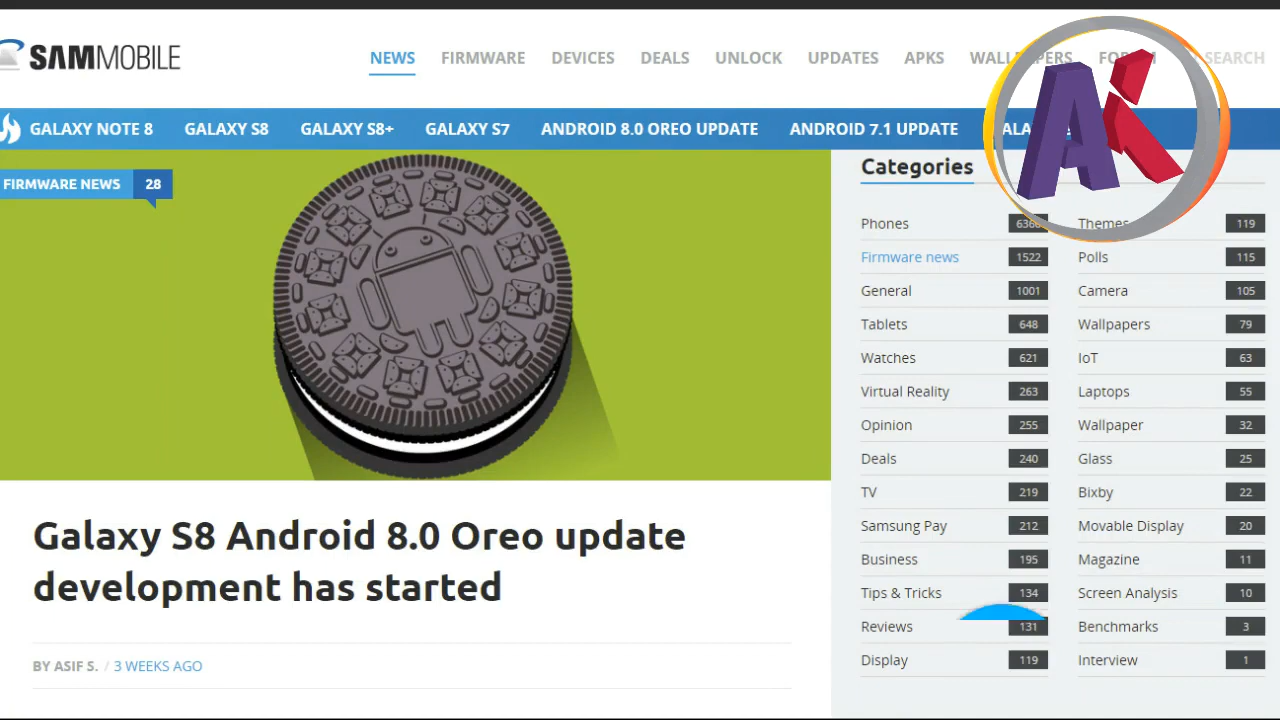 SAMMOBILE
NEWS FIRMWARE DEVICES DEALS UNLOCK UPDATES APKS WALLPAPERS FORUM SEARCH
GALAXY NOTE 8 GALAXY S8 GALAXY S8+ GALAXY S7 ANDROID 8.0 OREO UPDATE ANDROID 7.1 UPDATE
AK
FIRMWARE NEWS 28
Galaxy S8 Android 8.0 Oreo update
development has started
BY ASIF S. / 3 WEEKS AGO
Categories
Phones
Firmware news 1522
General 1001
Tablets 648
Watches 621
Virtual Reality 263
Opinion 255
Deals 240
TV 219
Samsung Pay 212
Business 195
Tips & Tricks 134
Reviews 131
Display 119
Themes 119
Polls 115
Camera 105
Wallpapers 79
IoT 63
Laptops 55
Wallpaper 32
Glass 25
Bixby 22
Movable Display 20
Magazine 11
Screen Analysis 10
Benchmarks 3
Interview 1